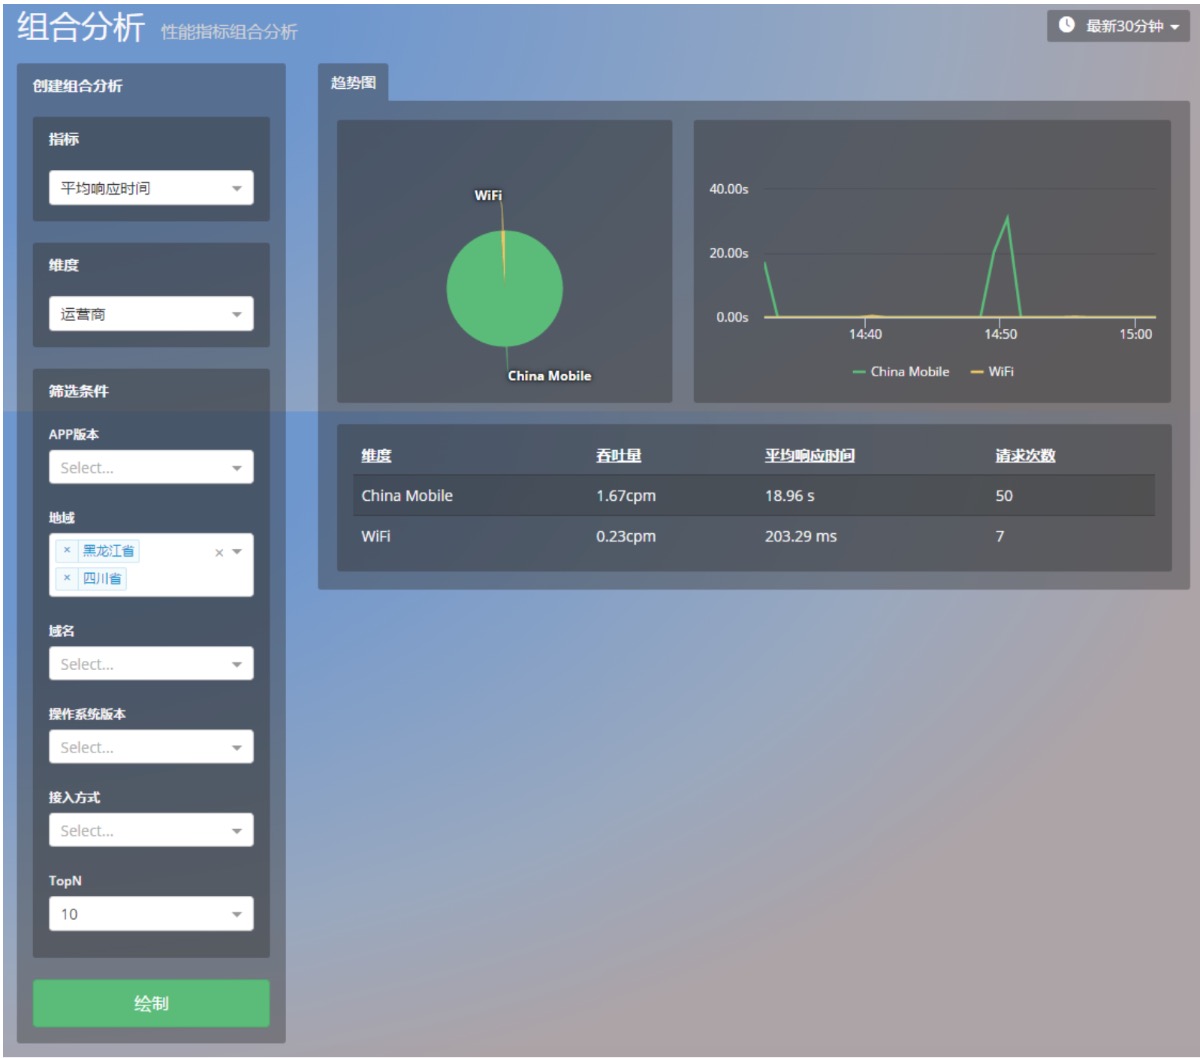 组合分析 性能指标组合分析
最新30分钟
创建组合分析
指标
平均响应时间
维度
运营商
筛选条件
APP版本
Select...
地域
× 黑龙江省
× 四川省
×
域名
Select...
操作系统版本
Select...
接入方式
Select...
TopN
10
绘制
趋势图
WiFi
China Mobile
40.00s
20.00s
0.00s
14:40 14:50 15:00
China Mobile WiFi
维度 吞吐量 平均响应时间 请求次数
China Mobile 1.67cpm 18.96 s 50
WiFi 0.23cpm 203.29 ms 7